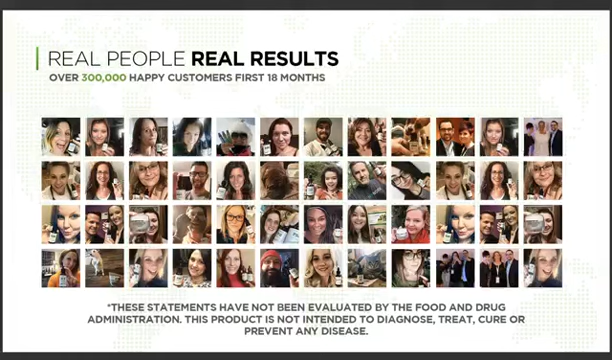 REAL PEOPLE REAL RESULTS
OVER 300,000 HAPPY CUSTOMERS FIRST 18 MONTHS
*THESE STATEMENTS HAVE NOT BEEN EVALUATED BY THE FOOD AND DRUG
ADMINISTRATION. THIS PRODUCT IS NOT INTENDED TO DIAGNOSE, TREAT, CURE OR
PREVENT ANY DISEASE.